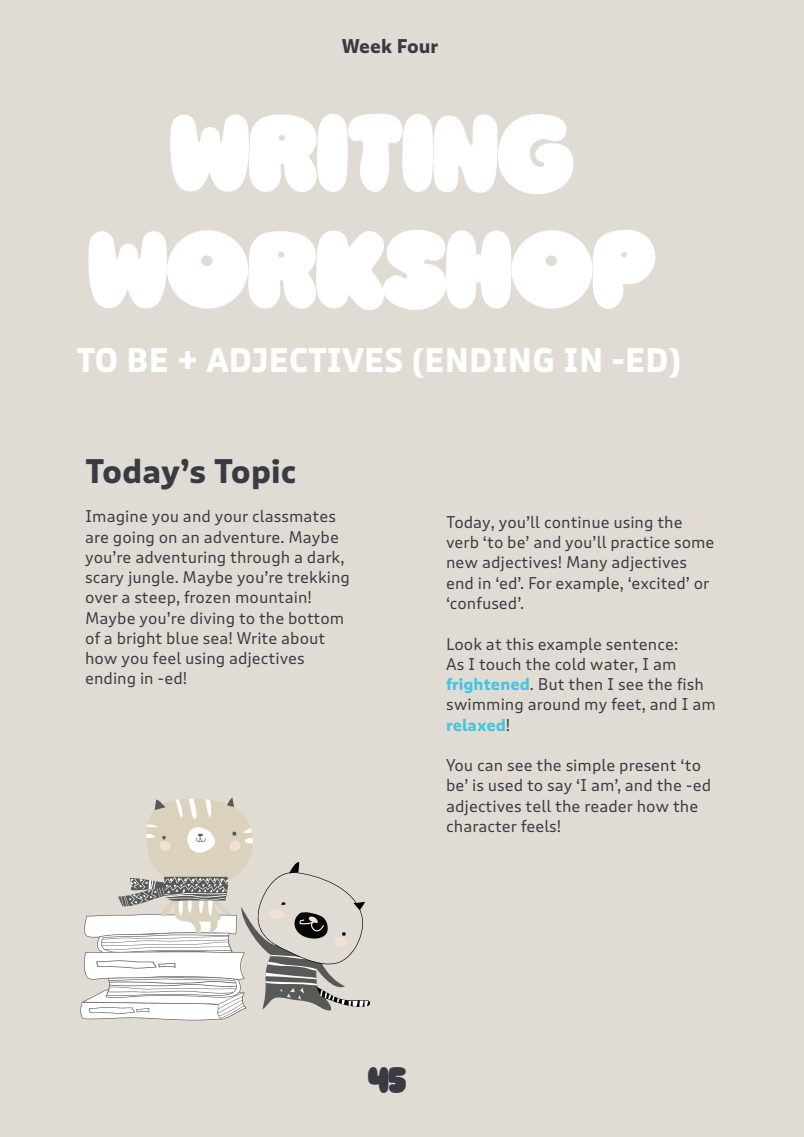 Week Four
WRITING
WORKSHOP
TO BE + ADJECTIVES (ENDING IN -ED)
Today’s Topic
Imagine you and your classmates
are going on an adventure. Maybe
you’re adventuring through a dark,
scary jungle. Maybe you’re trekking
over a steep, frozen mountain!
Maybe you’re diving to the bottom
of a bright blue sea! Write about
how you feel using adjectives
ending in -ed!
Today, you’ll continue using the
verb ‘to be’ and you’ll practice some
new adjectives! Many adjectives
end in ‘ed’. For example, ‘excited’ or
‘confused’.
Look at this example sentence:
As I touch the cold water, I am
frightened. But then I see the fish
swimming around my feet, and I am
relaxed!
You can see the simple present ‘to
be’ is used to say ‘I am’, and the -ed
adjectives tell the reader how the
character feels!
45